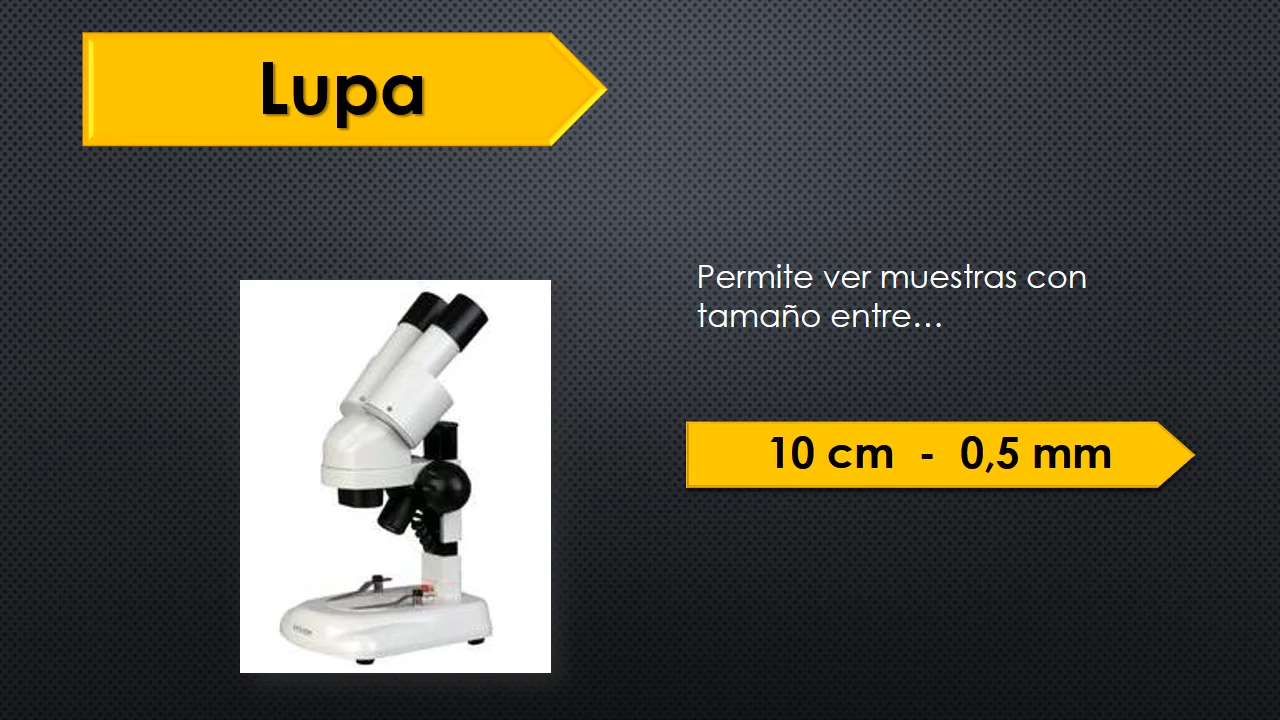 Lupa
Permite ver muestras con
tamaño entre…
10 cm - 0,5 mm